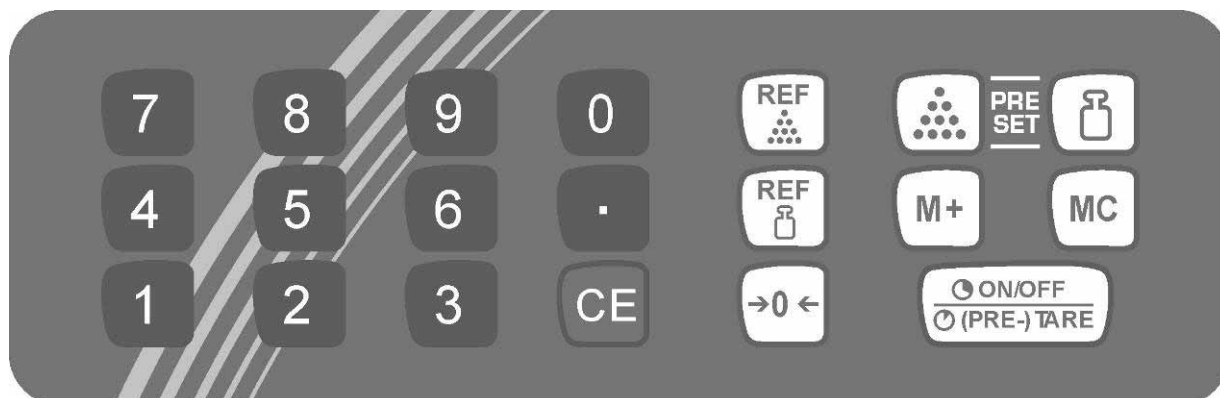 7 8 9 0 REF PRE SET
4 5 6 . REF M+ MC
1 2 3 CE →0← ON/OFF
(PRE-) TARE